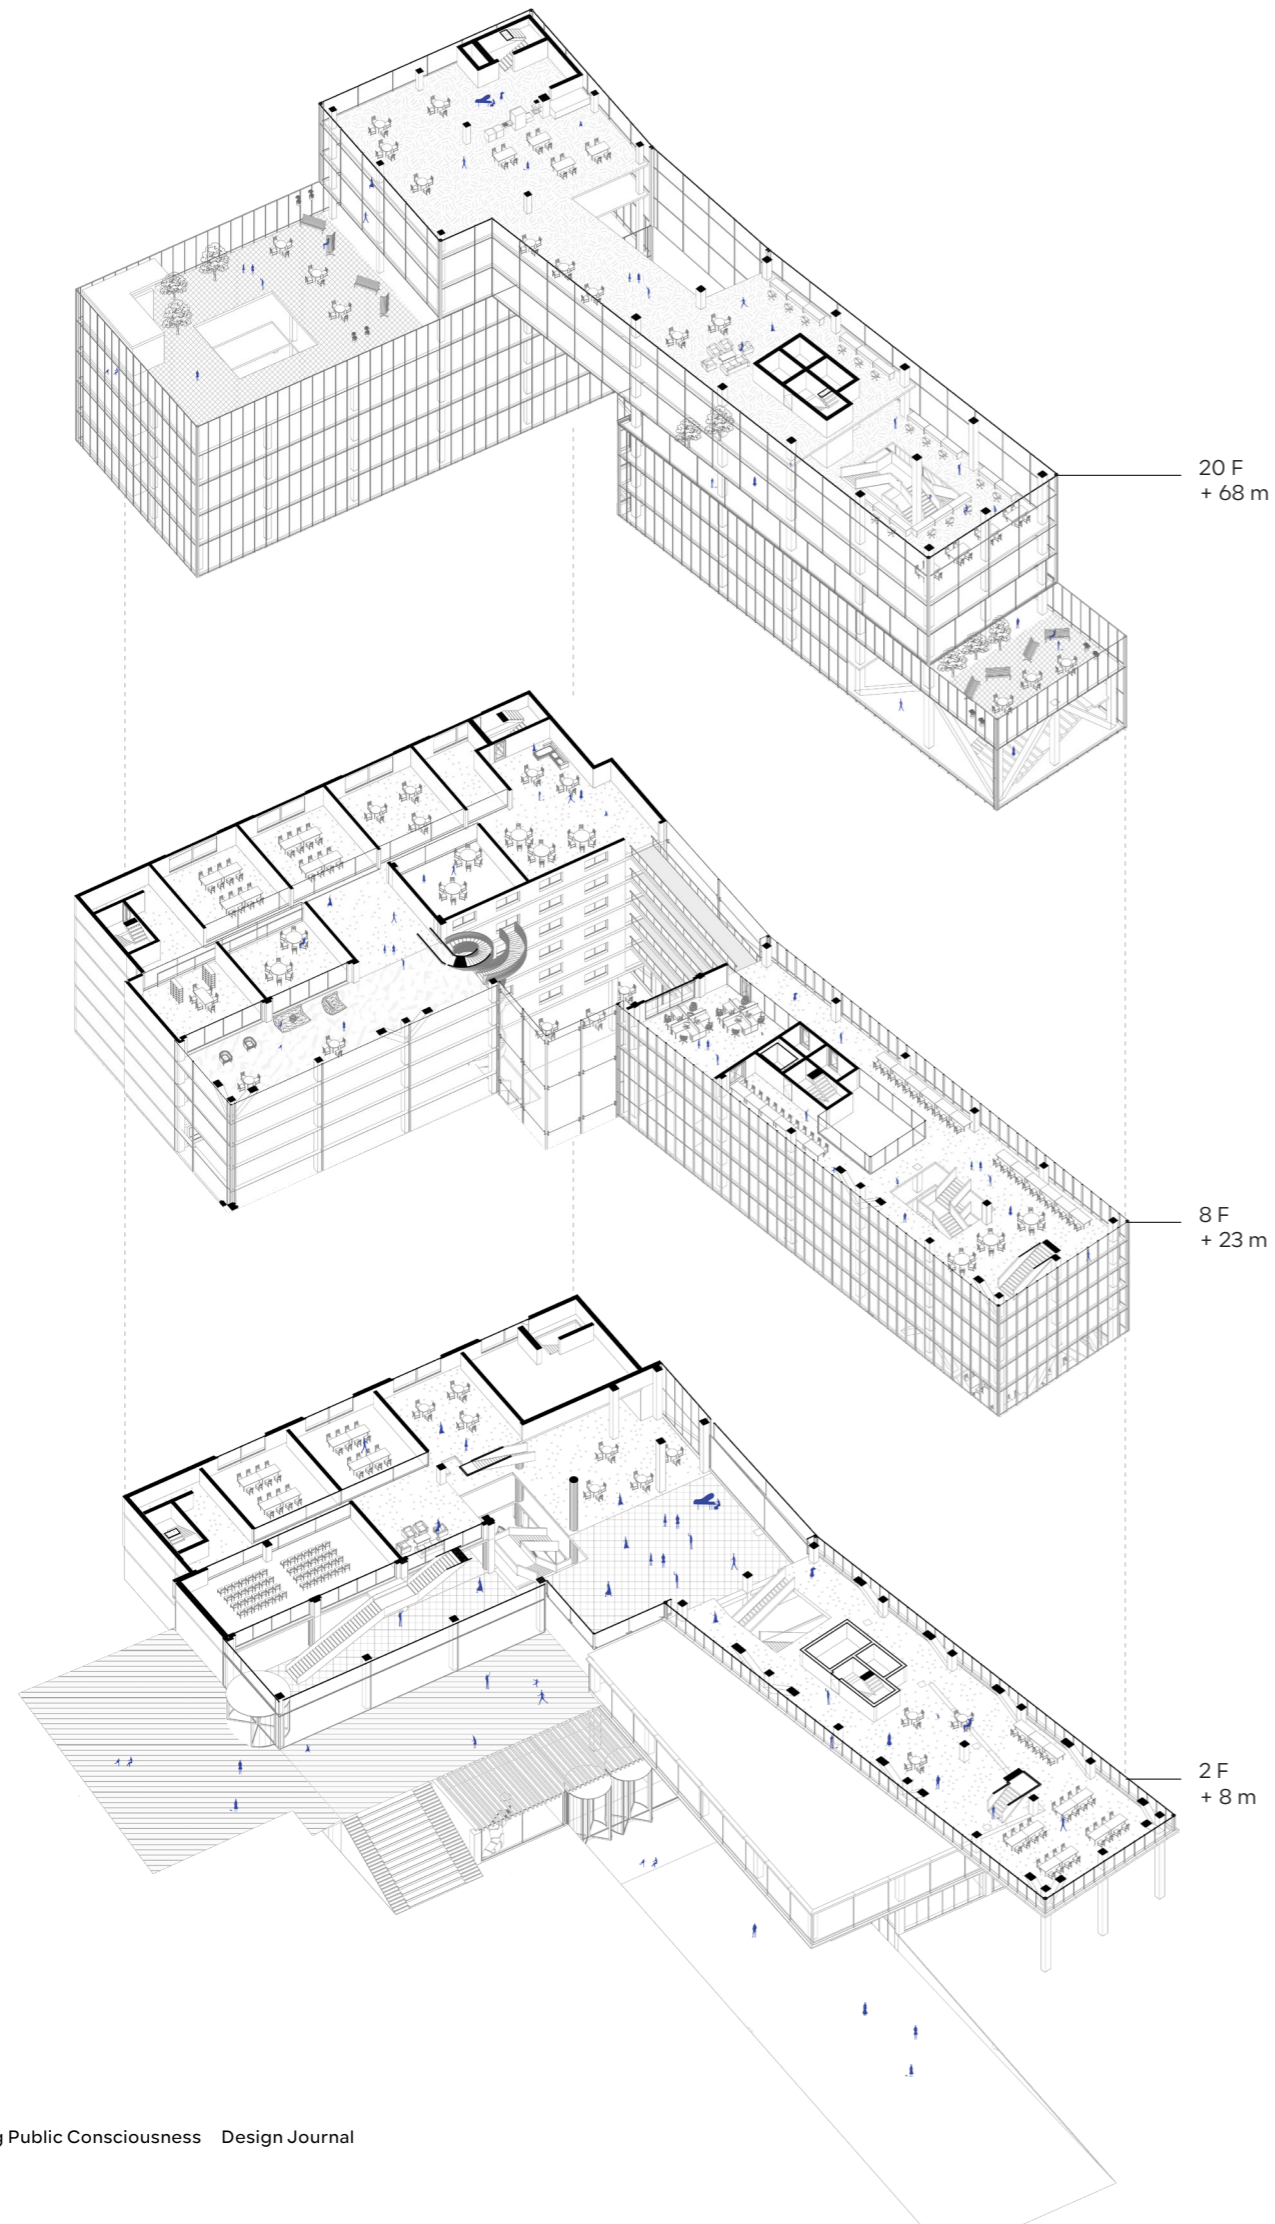 20 F
+ 68 m
8 F
+ 23 m
2 F
+ 8 m
g Public Consciousness Design Journal